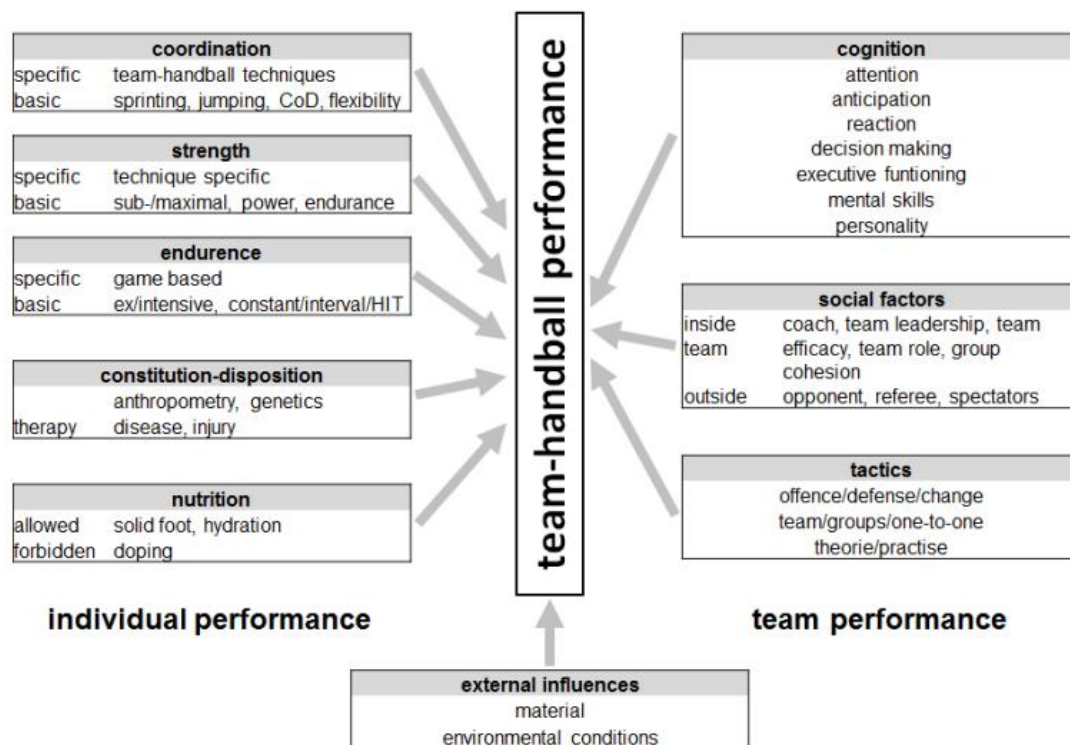 coordination
specific team-handball techniques
basic sprinting, jumping, CoD, flexibility
strength
specific technique specific
basic sub-/maximal, power, endurance
endurence
specific game based
basic ex/intensive, constant/interval/HIT
constitution-disposition
anthropometry, genetics
therapy disease, injury
nutrition
allowed solid foot, hydration
forbidden doping
individual performance
team-handball performance
cognition
attention
anticipation
reaction
decision making
executive funtioning
mental skills
personality
social factors
inside coach, team leadership, team
team efficacy, team role, group
cohesion
outside opponent, referee, spectators
tactics
offence/defense/change
team/groups/one-to-one
theorie/practise
team performance
external influences
material
environmental conditions